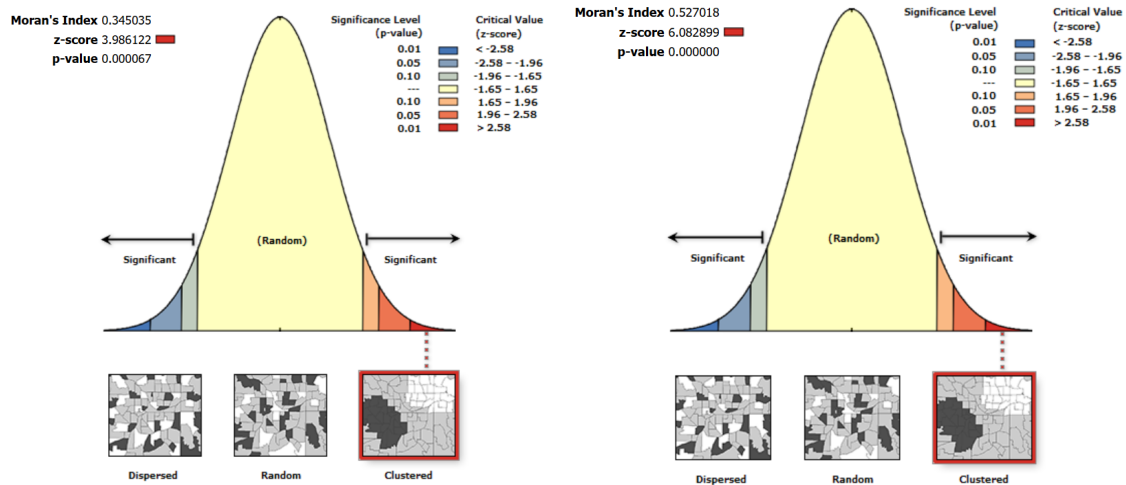 Moran's Index 0.345035
z-score 3.986122
p-value 0.000067
Significance Level
(p-value)
Critical Value
(z-score)
0.01 < -2.58
0.05 -2.58 – -1.96
0.10 -1.96 – -1.65
--- -1.65 – 1.65
0.10 1.65 – 1.96
0.05 1.96 – 2.58
0.01 > 2.58
(Random)
Significant
Significant
Dispersed
Random
Clustered
Moran's Index 0.527018
z-score 6.082899
p-value 0.000000
Significance Level
(p-value)
Critical Value
(z-score)
0.01 < -2.58
0.05 -2.58 – -1.96
0.10 -1.96 – -1.65
--- -1.65 – 1.65
0.10 1.65 – 1.96
0.05 1.96 – 2.58
0.01 > 2.58
(Random)
Significant
Significant
Dispersed
Random
Clustered